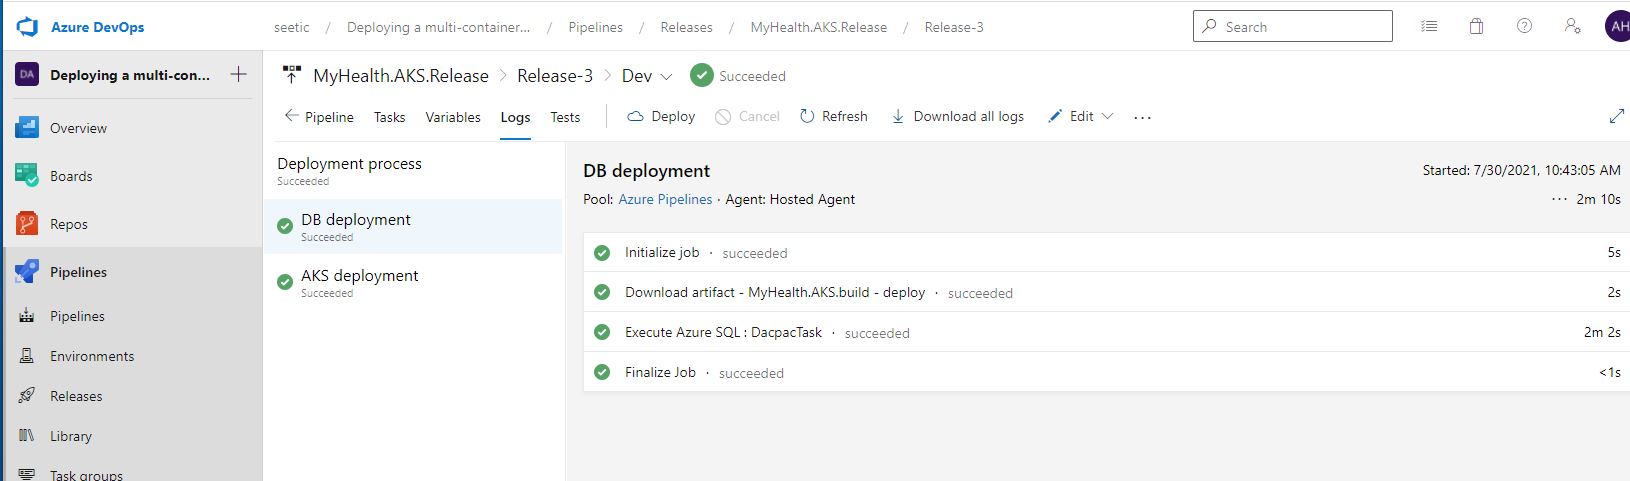 Azure DevOps
seetic / Deploying a multi-container... / Pipelines / Releases / MyHealth.AKS.Release / Release-3
Search
AH
DA Deploying a multi-con...
Overview
Boards
Repos
Pipelines
Pipelines
Environments
Releases
Library
Task groups
MyHealth.AKS.Release > Release-3 > Dev Succeeded
Pipeline Tasks Variables Logs Tests Deploy Cancel Refresh Download all logs Edit ...
Deployment process
Succeeded
DB deployment
Succeeded
AKS deployment
Succeeded
DB deployment Started: 7/30/2021, 10:43:05 AM
Pool: Azure Pipelines · Agent: Hosted Agent ... 2m 10s
Initialize job · succeeded 5s
Download artifact - MyHealth.AKS.build - deploy · succeeded 2s
Execute Azure SQL : DacpacTask · succeeded 2m 2s
Finalize Job · succeeded <1s